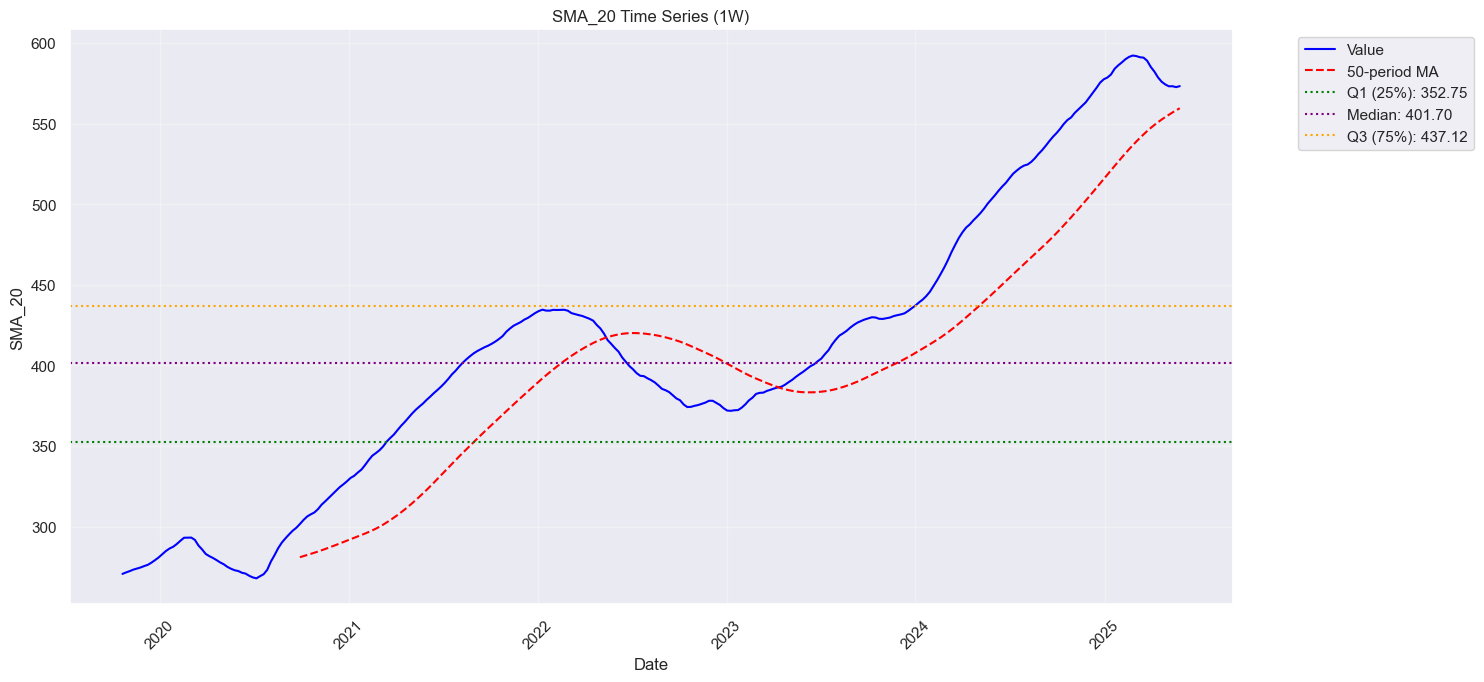 SMA_20 Time Series (1W)
Value
50-period MA
Q1 (25%): 352.75
Median: 401.70
Q3 (75%): 437.12
SMA_20
600
550
500
450
400
350
300
2020
2021
2022
2023
2024
2025
Date